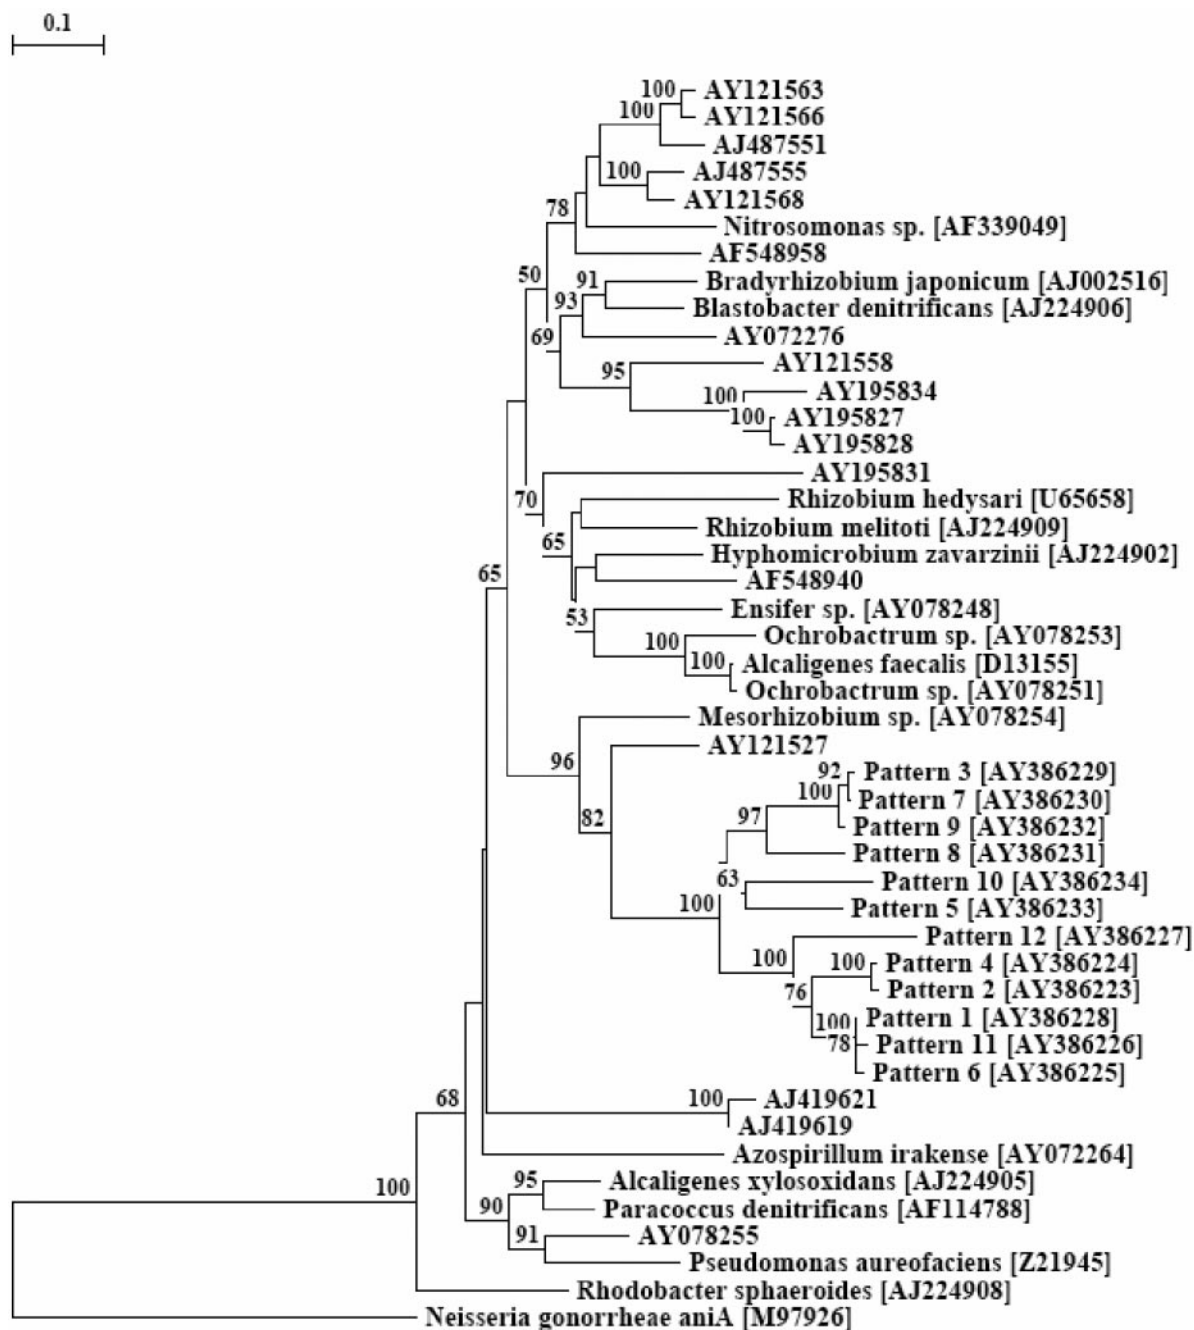 0.1
100 AY121563
100 AY121566
AJ487551
100 AJ487555
AY121568
78 Nitrosomonas sp. [AF339049]
AF548958
50 91 Bradyrhizobium japonicum [AJ002516]
93 Blastobacter denitrificans [AJ224906]
69 AY072276
95 AY121558
100 AY195834
100 AY195827
AY195828
AY195831
70 Rhizobium hedysari [U65658]
Rhizobium melitoti [AJ224909]
65 Hyphomicrobium zavarzinii [AJ224902]
65 AF548940
53 Ensifer sp. [AY078248]
100 Ochrobactrum sp. [AY078253]
100 Alcaligenes faecalis [D13155]
Ochrobactrum sp. [AY078251]
Mesorhizobium sp. [AY078254]
96 AY121527
92 Pattern 3 [AY386229]
100 Pattern 7 [AY386230]
82 97 Pattern 9 [AY386232]
Pattern 8 [AY386231]
63 Pattern 10 [AY386234]
100 Pattern 5 [AY386233]
Pattern 12 [AY386227]
100 100 Pattern 4 [AY386224]
76 Pattern 2 [AY386223]
100 Pattern 1 [AY386228]
78 Pattern 11 [AY386226]
Pattern 6 [AY386225]
68 100 AJ419621
AJ419619
Azospirillum irakense [AY072264]
100 95 Alcaligenes xylosoxidans [AJ224905]
90 Paracoccus denitrificans [AF114788]
91 AY078255
Pseudomonas aureofaciens [Z21945]
Rhodobacter sphaeroides [AJ224908]
Neisseria gonorrheae aniA [M97926]